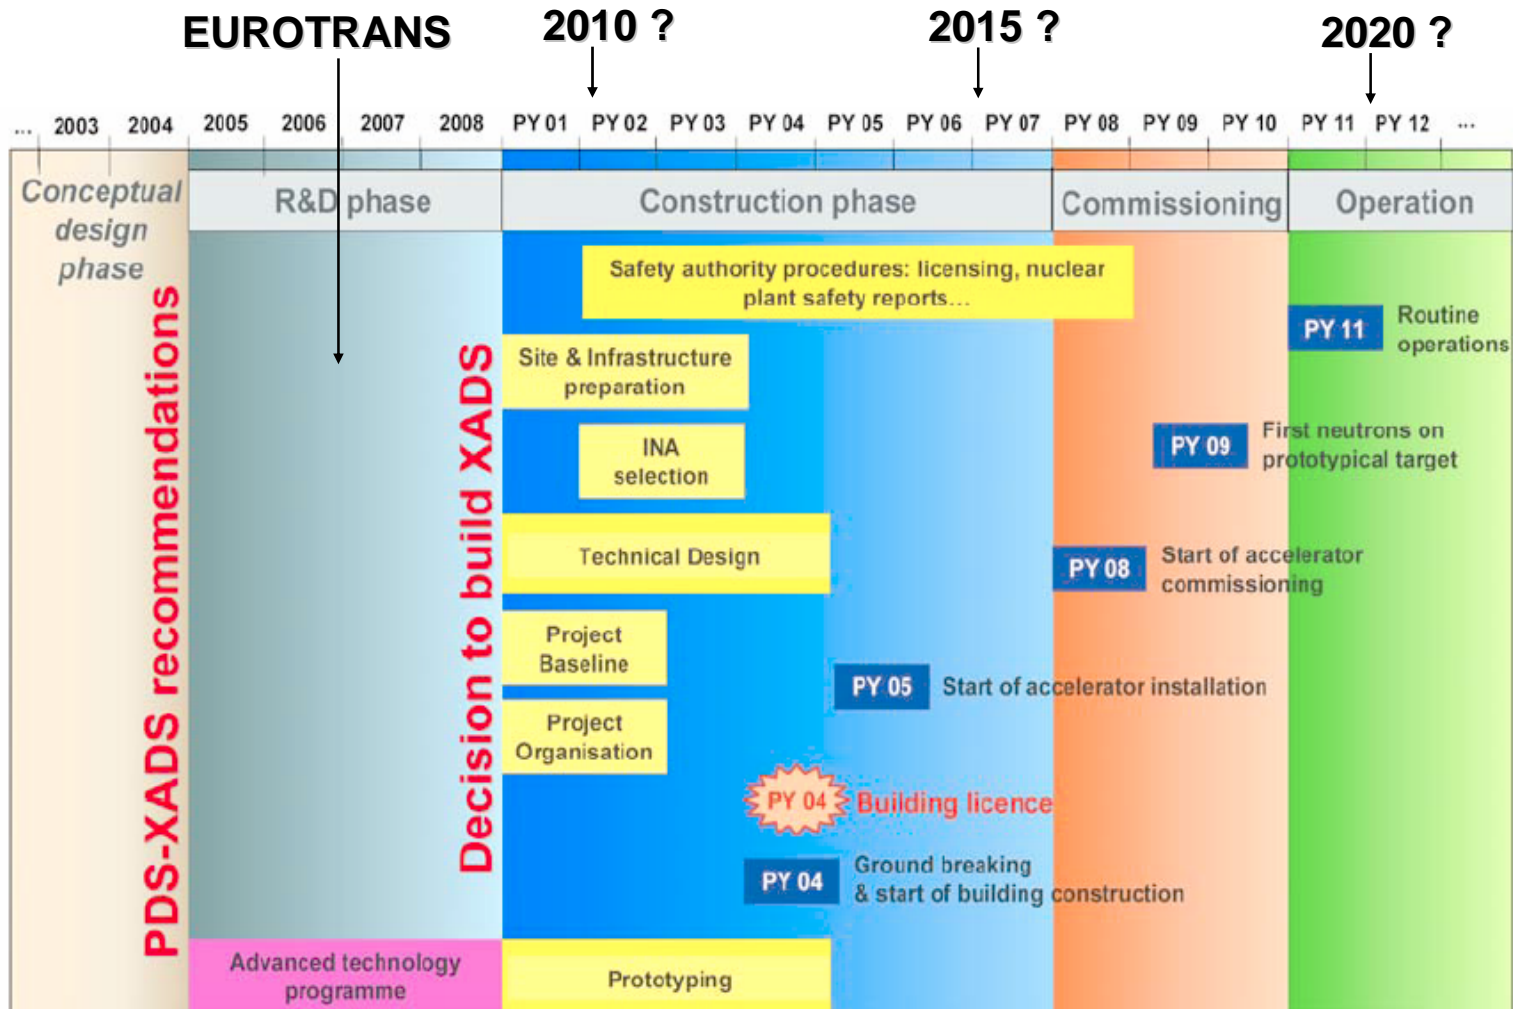 EUROTRANS
2010 ?
2015 ?
2020 ?
... 2003 2004 2005 2006 2007 2008 PY 01 PY 02 PY 03 PY 04 PY 05 PY 06 PY 07 PY 08 PY 09 PY 10 PY 11 PY 12 ...
Conceptual
design
phase
R&D phase
Construction phase
Commissioning
Operation
PDS-XADS recommendations
Decision to build XADS
Safety authority procedures: licensing, nuclear
plant safety reports...
PY 11
Routine
operations
Site & Infrastructure
preparation
INA
selection
PY 09
First neutrons on
prototypical target
Technical Design
PY 08
Start of accelerator
commissioning
Project
Baseline
PY 05
Start of accelerator installation
Project
Organisation
PY 04
Building licence
PY 04
Ground breaking
& start of building construction
Advanced technology
programme
Prototyping